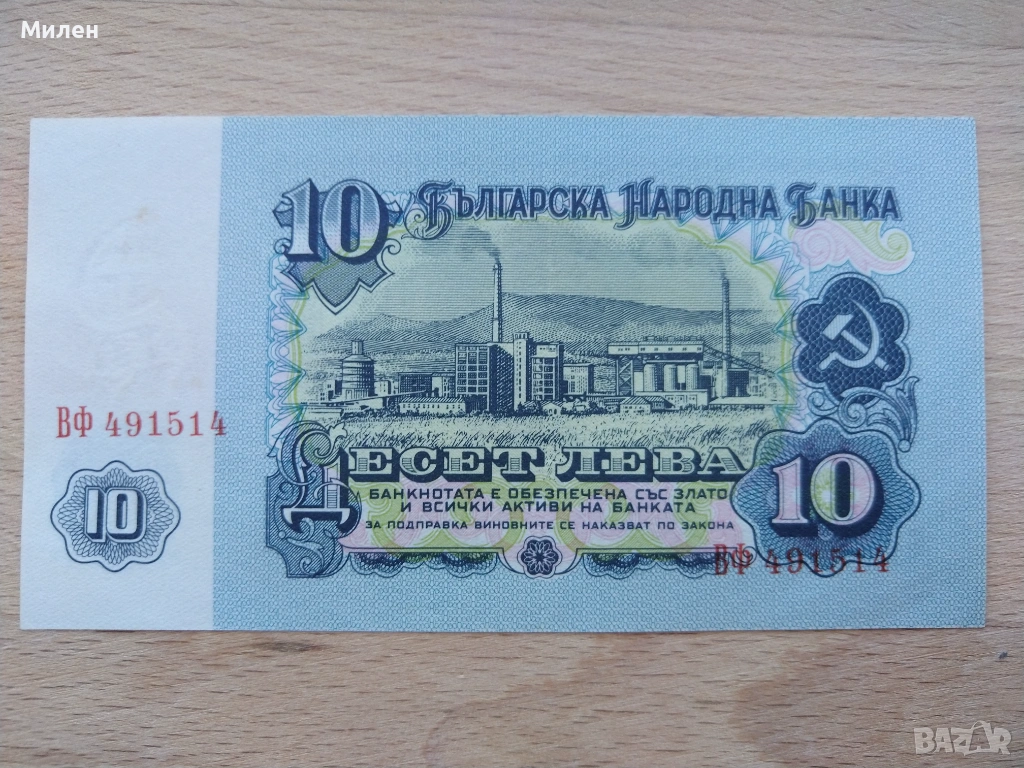 Милен
10 Българска Народна Банка
ВФ 491514
10
Десет лева
10
БАНКНОТАТА Е ОБЕЗПЕЧЕНА СЪС ЗЛАТО
И ВСИЧКИ АКТИВИ НА БАНКАТА
ЗА ПОДПРАВКА ВИНОВНИТЕ СЕ НАКАЗВАТ ПО ЗАКОНА
ВФ 491514
BAZAR